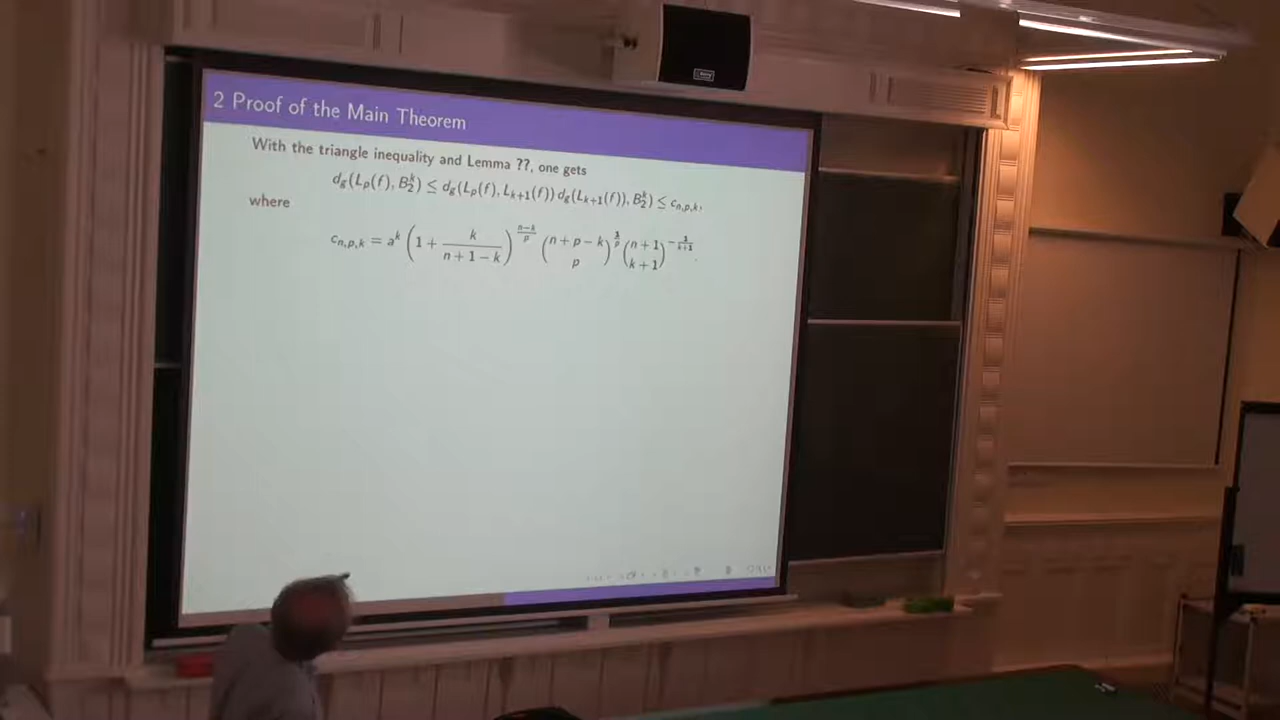 2 Proof of the Main Theorem
With the triangle inequality and Lemma ??, one gets
d_g(L_p(f), B_2^k) ≤ d_g(L_p(f), L_{k+1}(f)) d_g(L_{k+1}(f)), B_2^k) ≤ c_{n,p,k},
where
c_{n,p,k} = a^k (1 + k/(n+1−k))^{(n−k)/p} \binom{n+p−k}{p}^{1/p} \binom{n+1}{k+1}^{−1/(k+1)}.